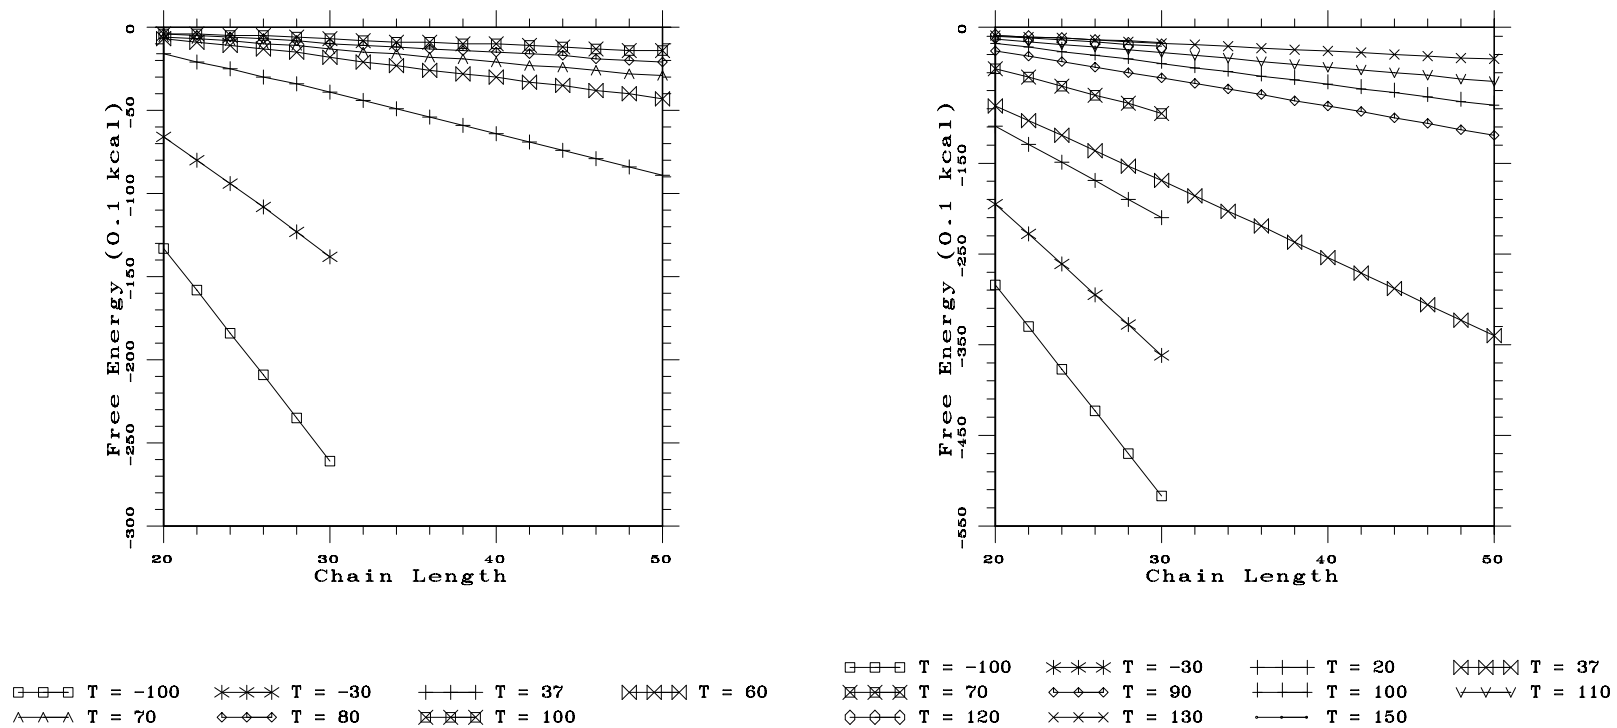 0
-50
-100
-150
-200
-250
-300
Free Energy (0.1 kcal)
20 30 40 50
Chain Length
T = -100 T = -30 T = 37 T = 60
T = 70 T = 80 T = 100
0
-150
-250
-350
-450
-550
Free Energy (0.1 kcal)
20 30 40 50
Chain Length
T = -100 T = -30 T = 20 T = 37
T = 70 T = 90 T = 100 T = 110
T = 120 T = 130 T = 150